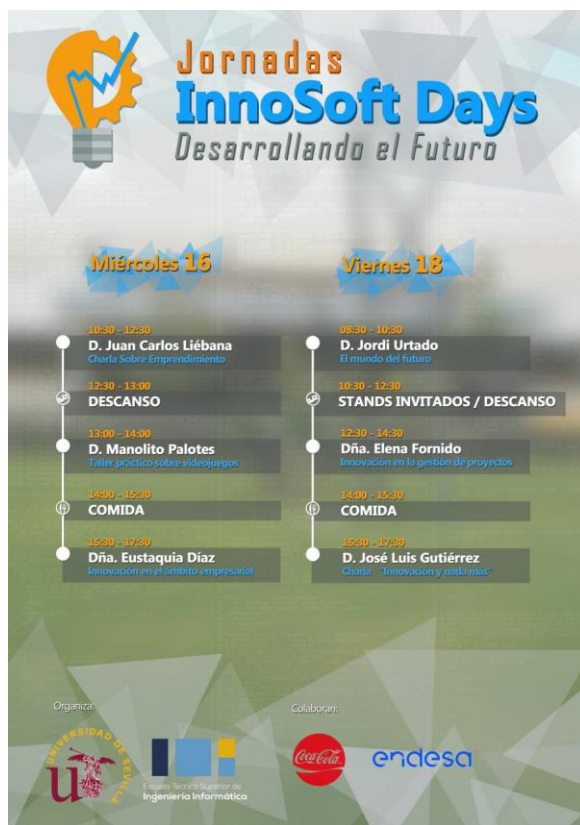 Jornadas
InnoSoft Days
Desarrollando el Futuro
Miércoles 16
10:30 - 12:30
D. Juan Carlos Liébana
Charla Sobre Emprendimiento
12:30 - 13:00
DESCANSO
13:00 - 14:00
D. Manolito Palotes
Taller práctico sobre videojuegos
14:00 - 15:30
COMIDA
15:30 - 17:30
Dña. Eustaquia Díaz
Innovación en el ámbito empresarial
Viernes 18
08:30 - 10:30
D. Jordi Urtado
El mundo del futuro
10:30 - 12:30
STANDS INVITADOS / DESCANSO
12:30 - 14:30
Dña. Elena Fornido
Innovación en la gestión de proyectos
14:00 - 15:30
COMIDA
15:30 - 17:30
D. José Luis Gutiérrez
Charla "Innovación y nada más"
Organiza:
UNIVERSIDAD DE SEVILLA
Escuela Técnica Superior de
Ingeniería Informática
Colaboran:
Coca-Cola
endesa